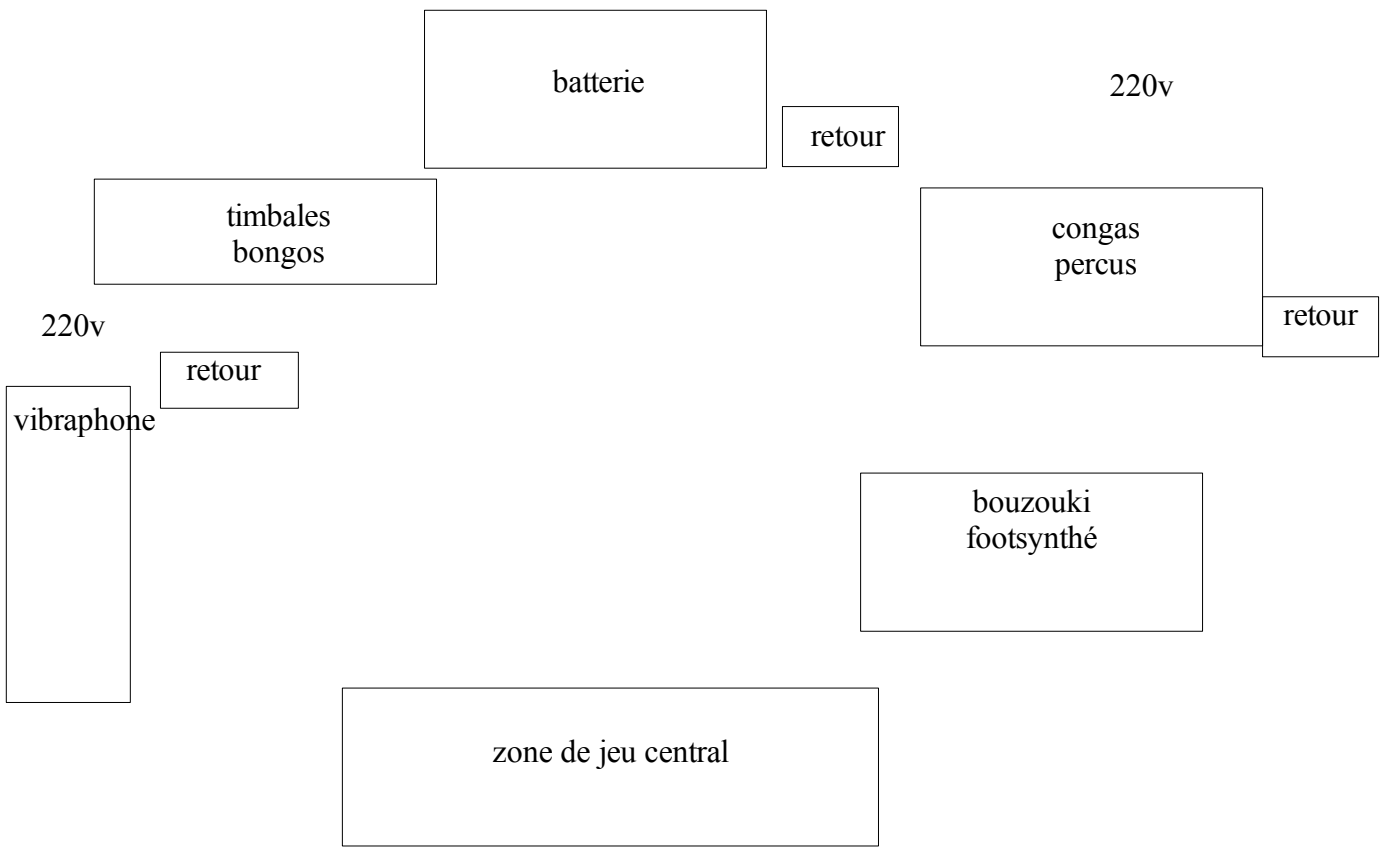 batterie
220v
retour
timbales
bongos
congas
percus
retour
220v
retour
vibraphone
bouzouki
footsynthé
zone de jeu central